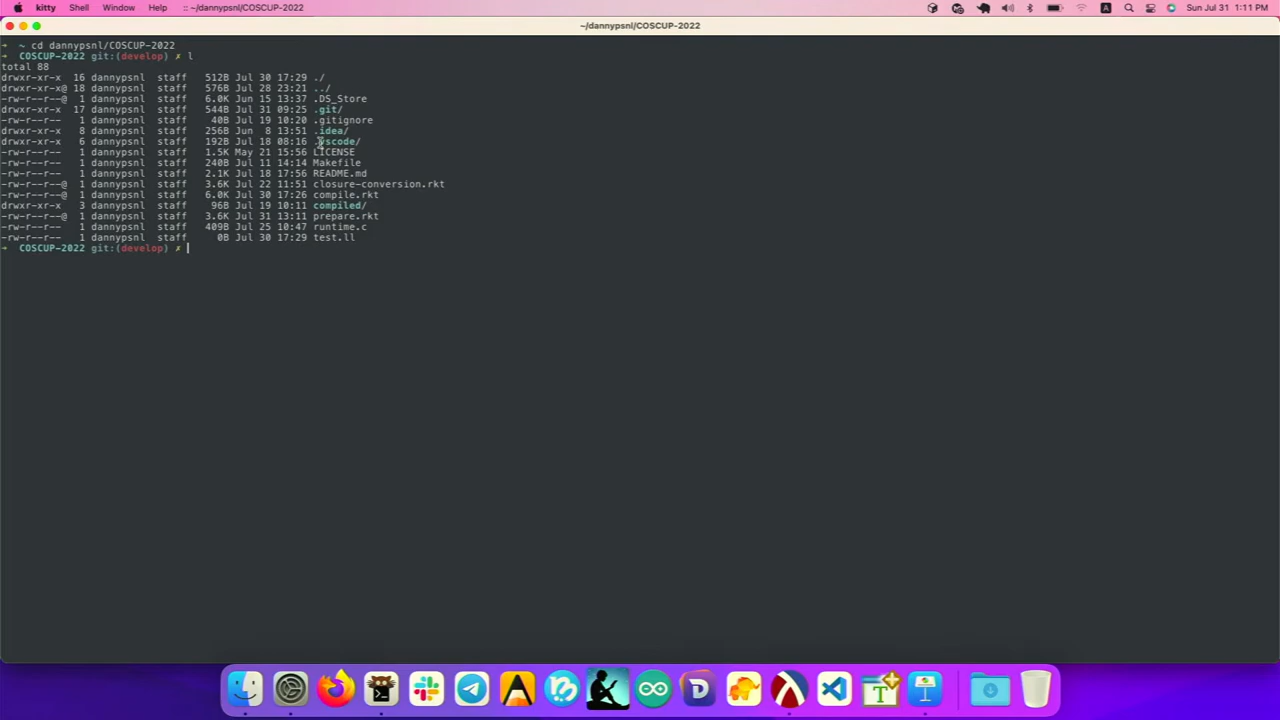 kitty Shell Window Help :: ~/dannypsnl/COSCUP-2022 A Sun Jul 31 1:11 PM
~/dannypsnl/COSCUP-2022
➜ ~ cd dannypsnl/COSCUP-2022
➜ COSCUP-2022 git:(develop) ✗ l
total 88
drwxr-xr-x 16 dannypsnl staff 512B Jul 30 17:29 ./
drwxr-xr-x@ 18 dannypsnl staff 576B Jul 28 23:21 ../
-rw-r--r--@ 1 dannypsnl staff 6.0K Jun 15 13:37 .DS_Store
drwxr-xr-x 17 dannypsnl staff 544B Jul 31 09:25 .git/
-rw-r--r-- 1 dannypsnl staff 40B Jul 19 10:20 .gitignore
drwxr-xr-x 8 dannypsnl staff 256B Jun 8 13:51 .idea/
drwxr-xr-x 6 dannypsnl staff 192B Jul 18 08:16 .vscode/
-rw-r--r-- 1 dannypsnl staff 1.5K May 21 15:56 LICENSE
-rw-r--r-- 1 dannypsnl staff 240B Jul 11 14:14 Makefile
-rw-r--r-- 1 dannypsnl staff 2.1K Jul 18 17:56 README.md
-rw-r--r--@ 1 dannypsnl staff 3.6K Jul 22 11:51 closure-conversion.rkt
-rw-r--r--@ 1 dannypsnl staff 6.0K Jul 30 17:26 compile.rkt
drwxr-xr-x 3 dannypsnl staff 96B Jul 19 10:11 compiled/
-rw-r--r--@ 1 dannypsnl staff 3.6K Jul 31 13:11 prepare.rkt
-rw-r--r-- 1 dannypsnl staff 409B Jul 25 10:47 runtime.c
-rw-r--r-- 1 dannypsnl staff 0B Jul 30 17:29 test.ll
➜ COSCUP-2022 git:(develop) ✗